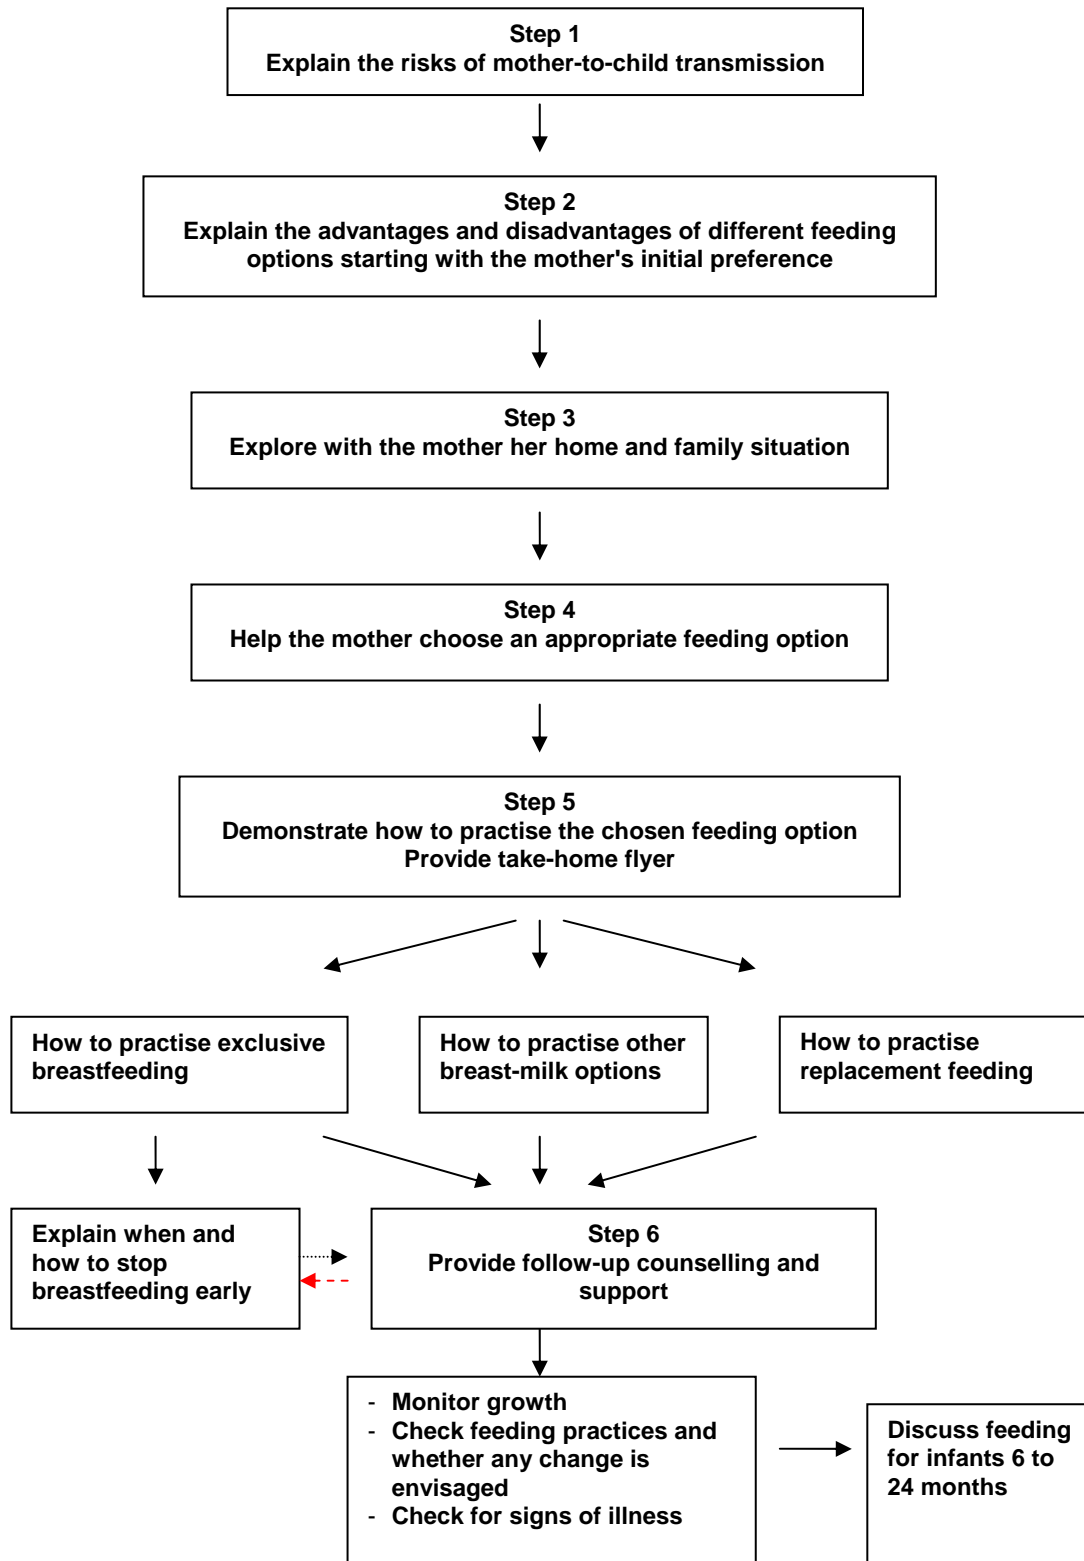 Step 1
Explain the risks of mother-to-child transmission
Step 2
Explain the advantages and disadvantages of different feeding
options starting with the mother's initial preference
Step 3
Explore with the mother her home and family situation
Step 4
Help the mother choose an appropriate feeding option
Step 5
Demonstrate how to practise the chosen feeding option
Provide take-home flyer
How to practise exclusive
breastfeeding
How to practise other
breast-milk options
How to practise
replacement feeding
Explain when and
how to stop
breastfeeding early
Step 6
Provide follow-up counselling and
support
- Monitor growth
- Check feeding practices and
whether any change is
envisaged
- Check for signs of illness
Discuss feeding
for infants 6 to
24 months